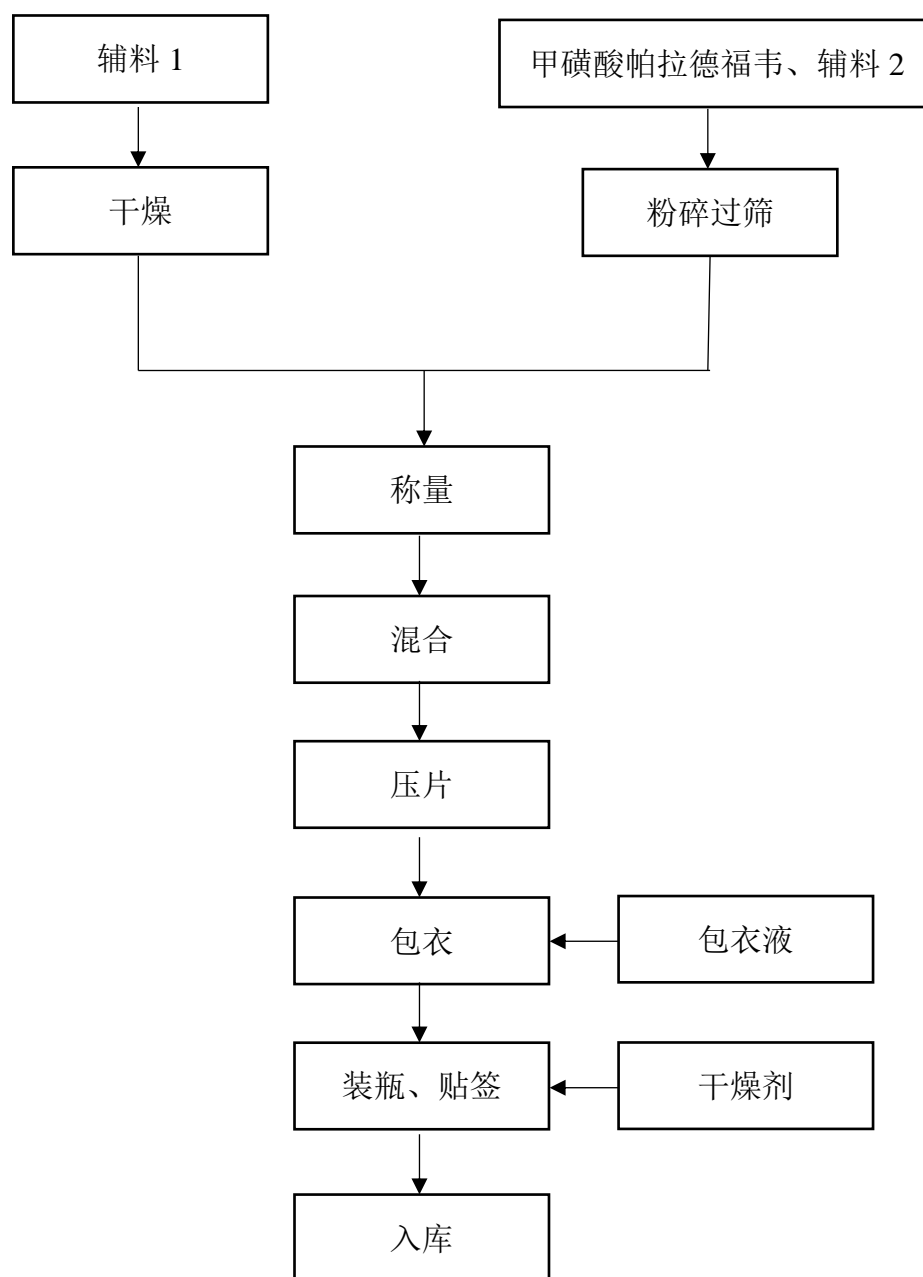 辅料 1
甲磺酸帕拉德福韦、辅料 2
干燥
粉碎过筛
称量
混合
压片
包衣
包衣液
装瓶、贴签
干燥剂
入库